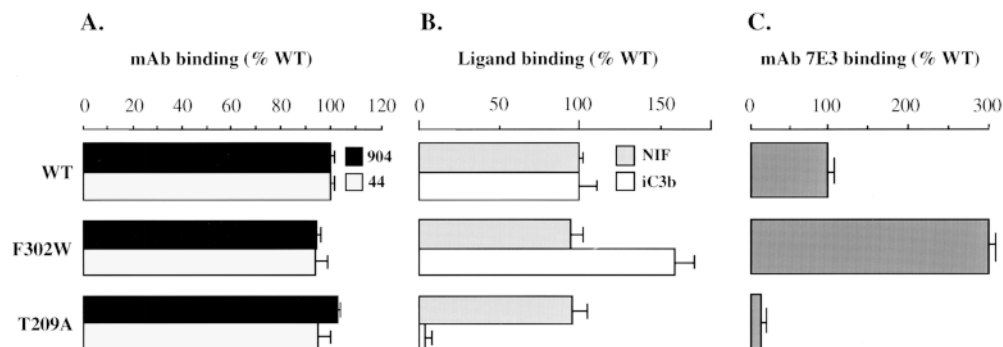 A.
B.
C.
mAb binding (% WT)
Ligand binding (% WT)
mAb 7E3 binding (% WT)
0 20 40 60 80 100 120
0 50 100 150
0 100 200 300
WT
904
44
NIF
iC3b
F302W
T209A